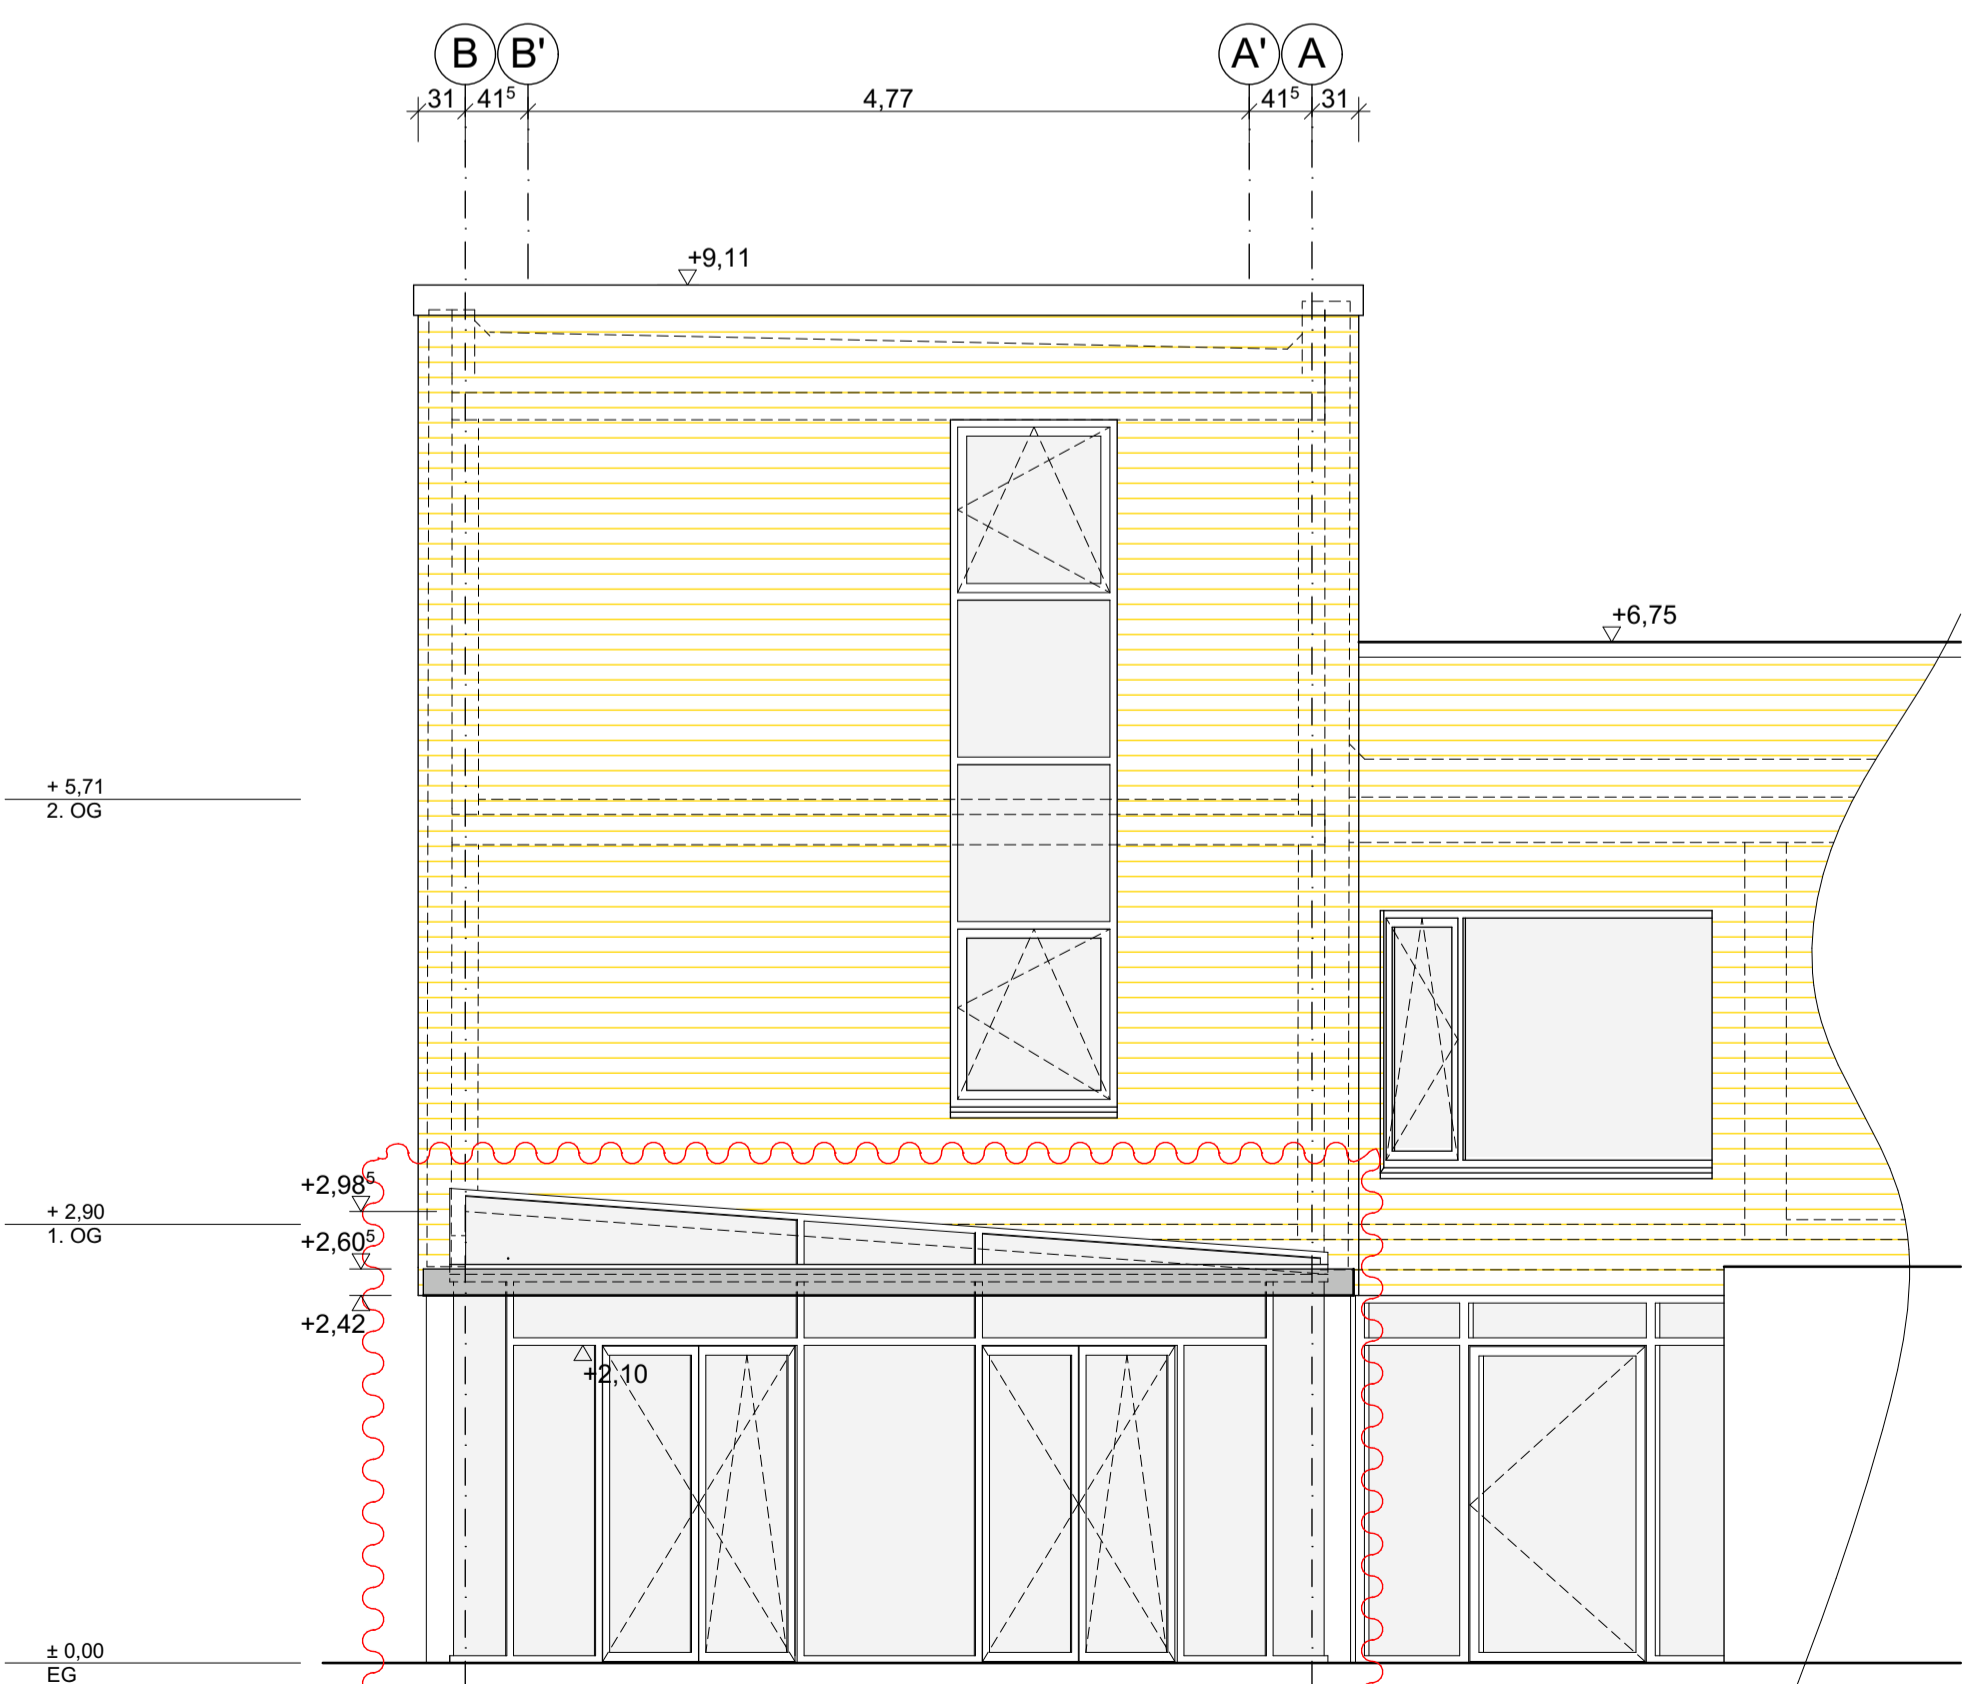 B B' A' A
31 41⁵ 4,77 41⁵ 31
+9,11
+6,75
+ 5,71
2. OG
+2,98⁵
+ 2,90
1. OG
+2,60⁵
+2,42
+2,10
± 0,00
EG